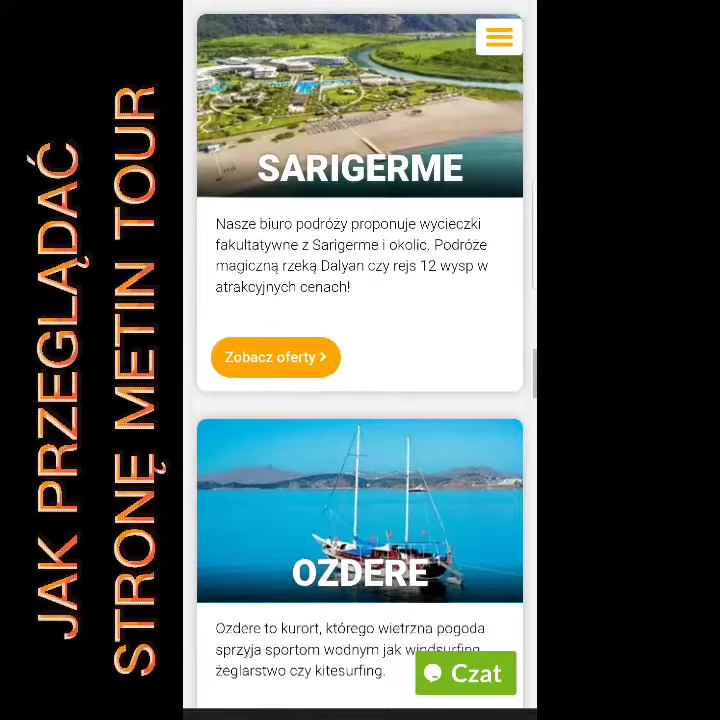 JAK PRZEGLĄDAĆ
STRONĘ METIN TOUR
SARIGERME
Nasze biuro podróży proponuje wycieczki
fakultatywne z Sarigerme i okolic. Podróże
magiczną rzeką Dalyan czy rejs 12 wysp w
atrakcyjnych cenach!
Zobacz oferty >
OZDERE
Ozdere to kurort, którego wietrzna pogoda
sprzyja sportom wodnym jak windsurfing,
żeglarstwo czy kitesurfing.
Czat